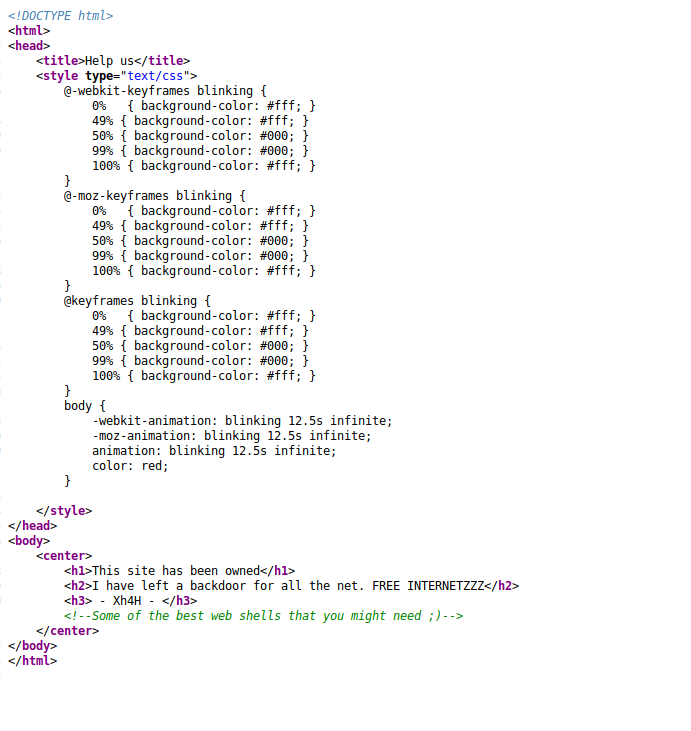 <!DOCTYPE html>
<html>
<head>
    <title>Help us</title>
    <style type="text/css">
        @-webkit-keyframes blinking {
            0%   { background-color: #fff; }
            49% { background-color: #fff; }
            50% { background-color: #000; }
            99% { background-color: #000; }
            100% { background-color: #fff; }
        }
        @-moz-keyframes blinking {
            0%   { background-color: #fff; }
            49% { background-color: #fff; }
            50% { background-color: #000; }
            99% { background-color: #000; }
            100% { background-color: #fff; }
        }
        @keyframes blinking {
            0%   { background-color: #fff; }
            49% { background-color: #fff; }
            50% { background-color: #000; }
            99% { background-color: #000; }
            100% { background-color: #fff; }
        }
        body {
            -webkit-animation: blinking 12.5s infinite;
            -moz-animation: blinking 12.5s infinite;
            animation: blinking 12.5s infinite;
            color: red;
        }

    </style>
</head>
<body>
    <center>
        <h1>This site has been owned</h1>
        <h2>I have left a backdoor for all the net. FREE INTERNETZZZ</h2>
        <h3> - Xh4H - </h3>
        <!--Some of the best web shells that you might need ;)-->
    </center>
</body>
</html>